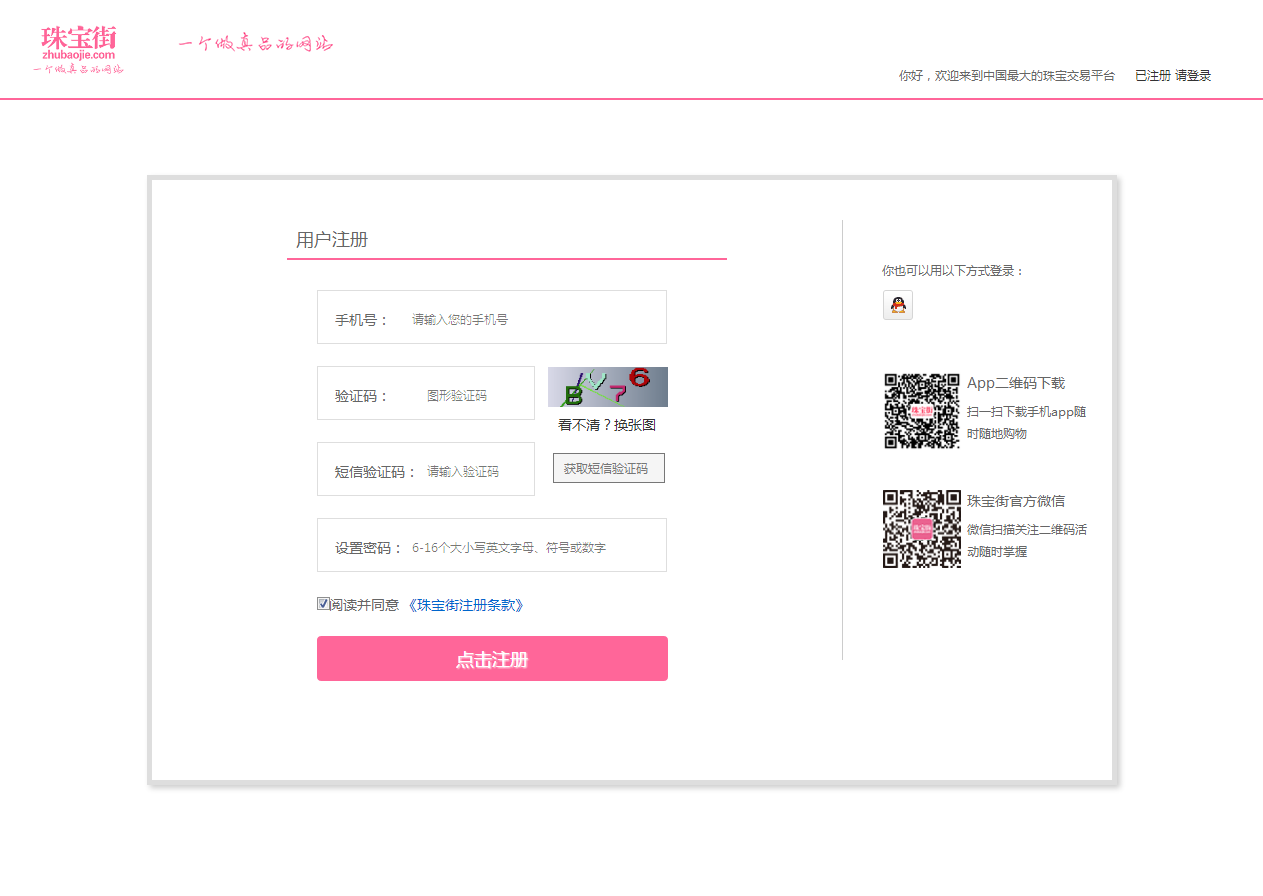 珠宝街
zhubaojie.com
一个做真品的网站
一个做真品的网站
你好，欢迎来到中国最大的珠宝交易平台 已注册 请登录
用户注册
手机号： 请输入您的手机号
验证码： 图形验证码
BV76
看不清？换张图
短信验证码： 请输入验证码 获取短信验证码
设置密码： 6-16个大小写英文字母、符号或数字
阅读并同意 《珠宝街注册条款》
点击注册
你也可以用以下方式登录：
App二维码下载
扫一扫下载手机app随
时随地购物
珠宝街
珠宝街官方微信
微信扫描关注二维码活
动随时掌握
珠宝街